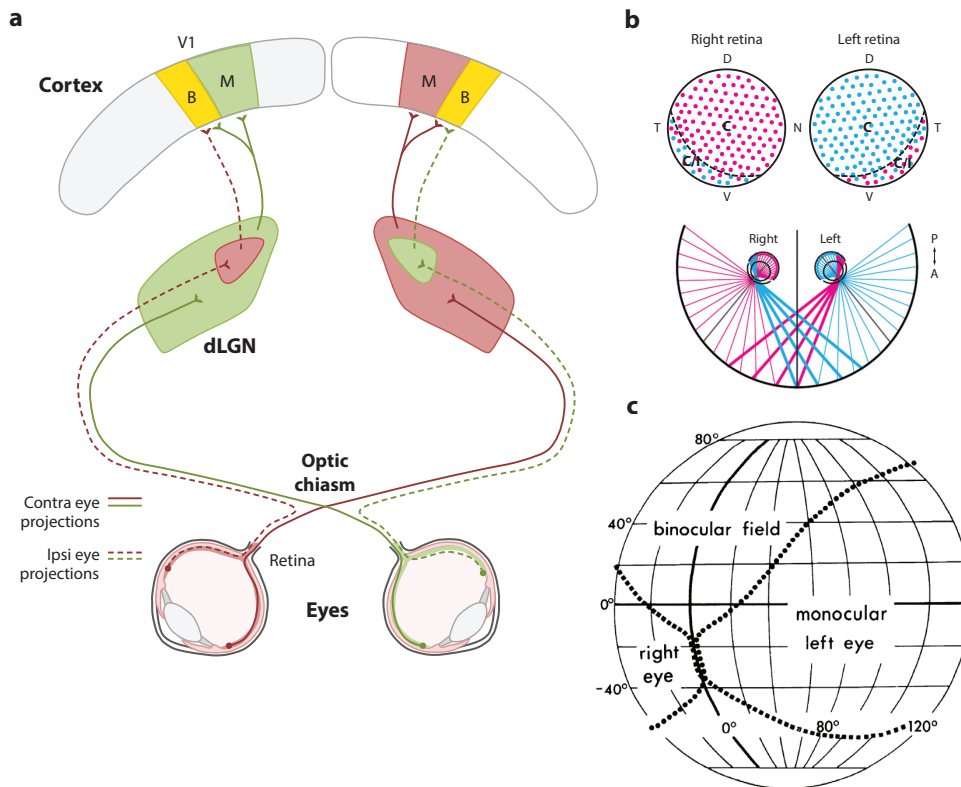 a
V1
Cortex
B
M
M
B
dLGN
Optic
chiasm
Contra eye
projections
Ipsi eye
projections
Retina
Eyes
b
Right retina
Left retina
D
D
T
C
N
C
T
C/I
C/I
V
V
Right
Left
P
A
c
80°
40°
binocular field
0°
monocular
left eye
right
eye
-40°
0°
80°
120°